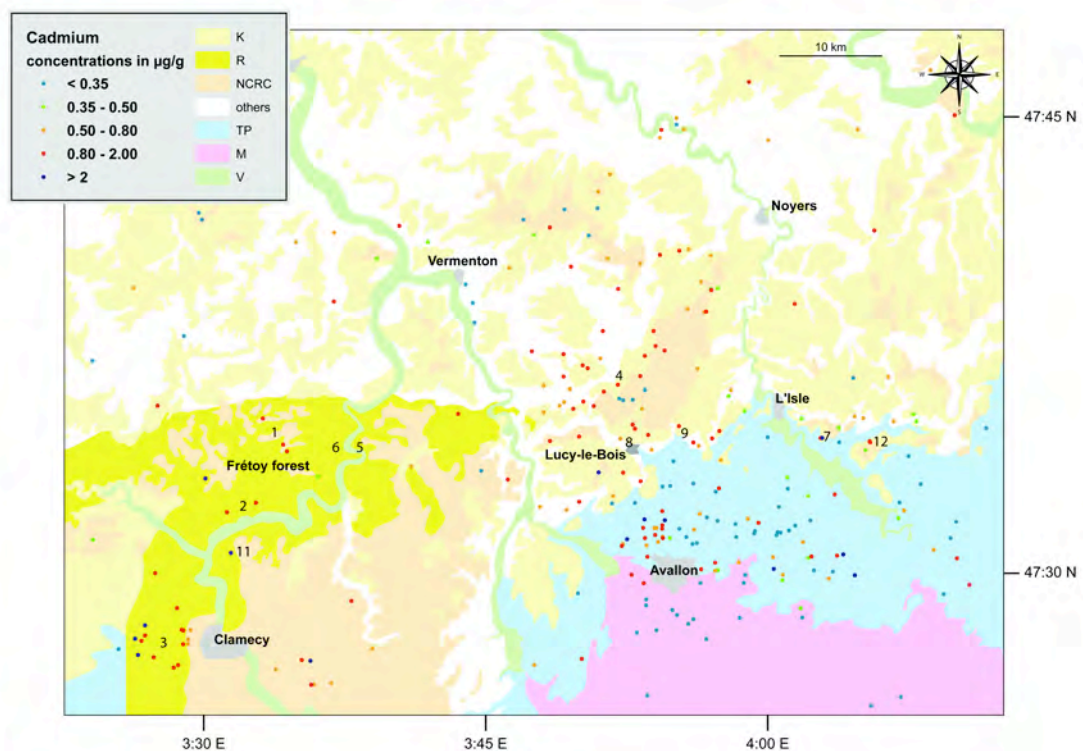 Cadmium
concentrations in µg/g
< 0.35
0.35 - 0.50
0.50 - 0.80
0.80 - 2.00
> 2
K
R
NCRC
others
TP
M
V
10 km
N
W
E
S
47:45 N
Noyers
Vermenton
4
L'Isle
1
6
5
Lucy-le-Bois
8
9
7
12
Frétoy forest
2
11
Avallon
47:30 N
3
Clamecy
3:30 E
3:45 E
4:00 E